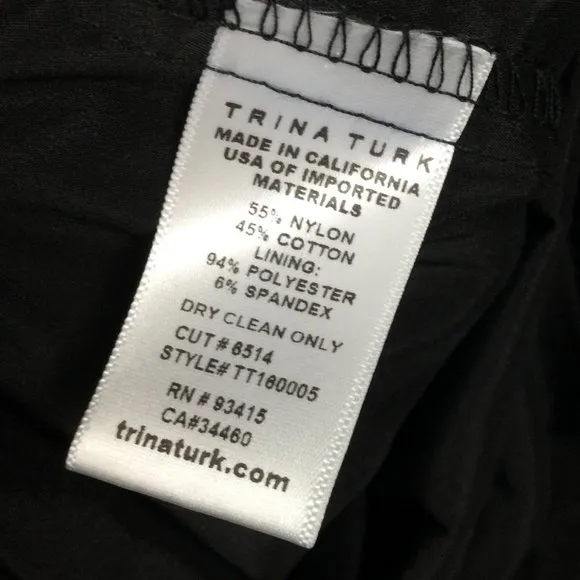 TRINA TURK
MADE IN CALIFORNIA
USA OF IMPORTED
MATERIALS
55% NYLON
45% COTTON
LINING:
94% POLYESTER
6% SPANDEX
DRY CLEAN ONLY
CUT # 6514
STYLE# TT160005
RN # 93415
CA#34460
trinaturk.com